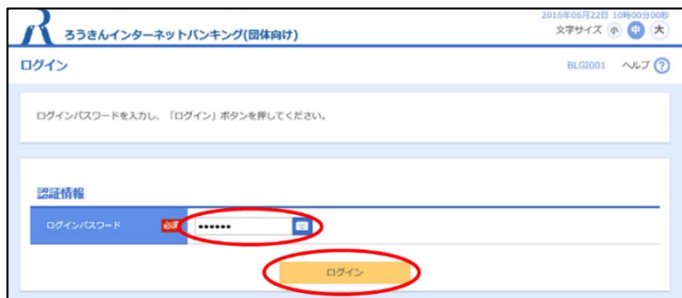 2018年06月22日 10時00分00秒
ろうきんインターネットバンキング(団体向け)
文字サイズ 小 中 大
ログイン
BLGI001 ヘルプ ?
ログインパスワードを入力し、「ログイン」ボタンを押してください。
認証情報
ログインパスワード 必須 ••••••
ログイン